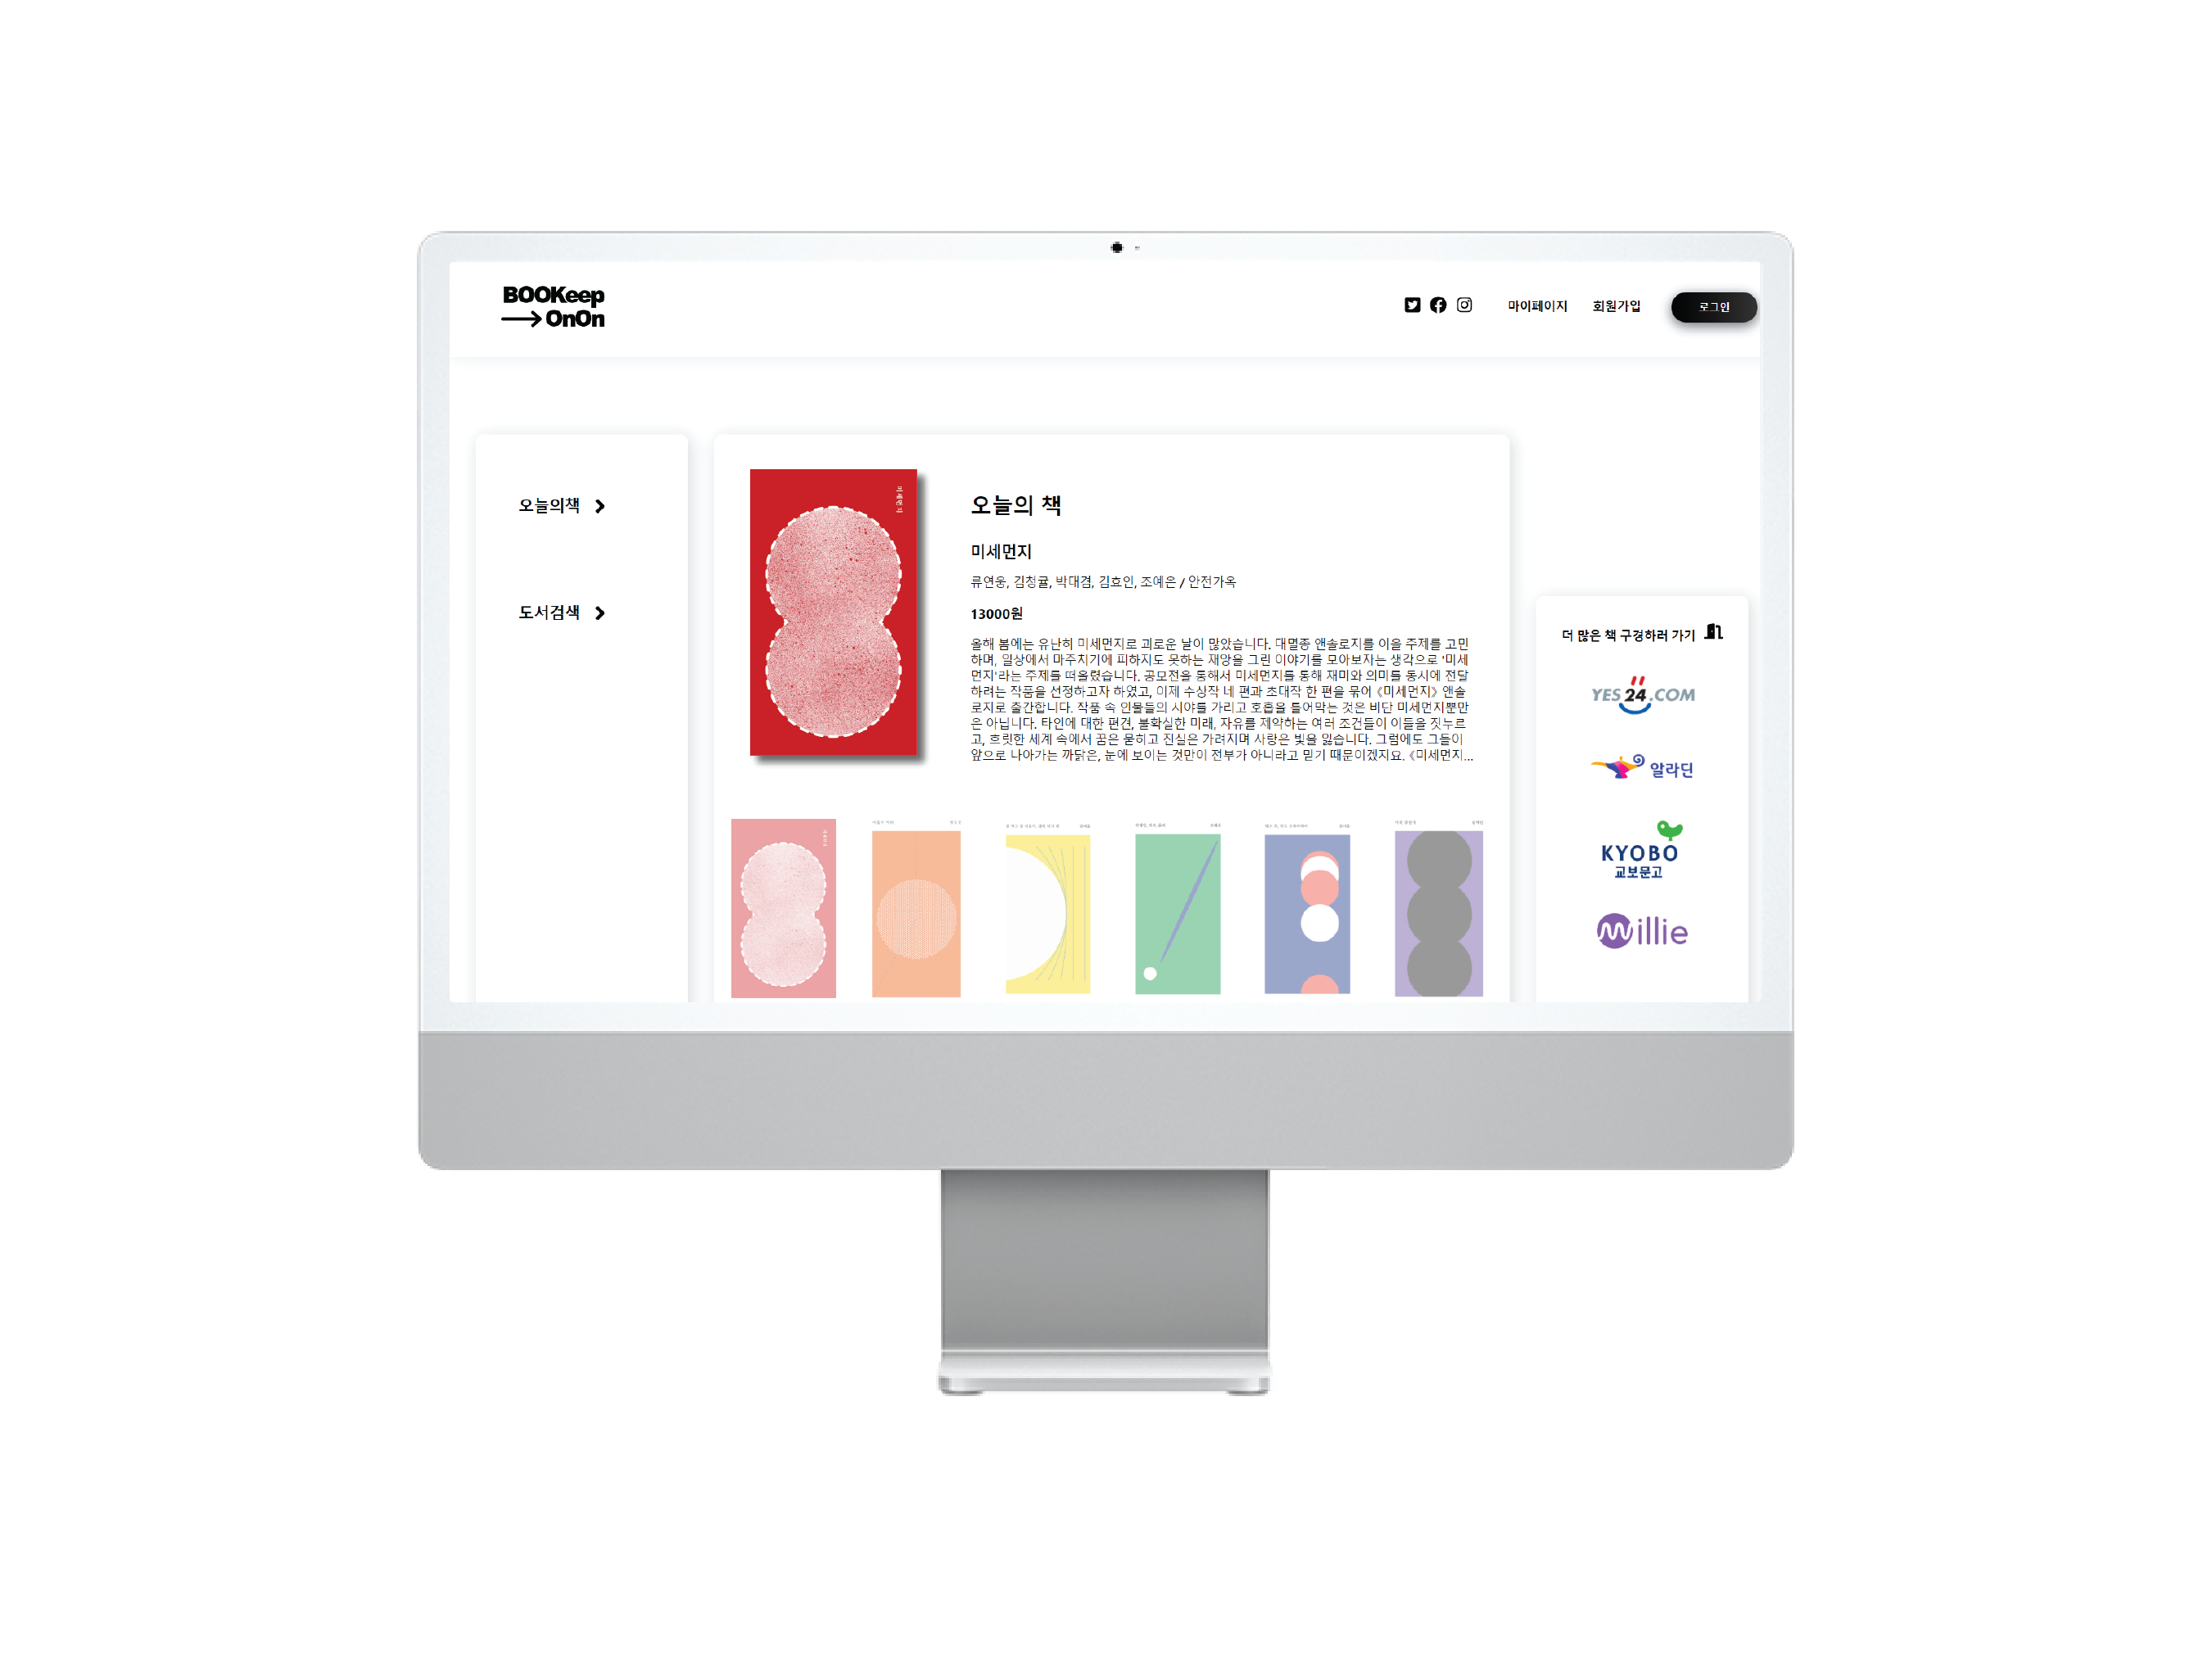 BOOKeep
OnOn
마이페이지
회원가입
로그인
오늘의책
도서검색
미세먼지
오늘의 책
미세먼지
류연웅, 김청귤, 박대겸, 김효인, 조예은 / 안전가옥
13000원
올해 봄에는 유난히 미세먼지로 괴로운 날이 많았습니다. 대멸종 앤솔로지를 이을 주제를 고민
하며, 일상에서 마주치기에 피하지도 못하는 재앙을 그린 이야기를 모아보자는 생각으로 '미세
먼지'라는 주제를 떠올렸습니다. 공모전을 통해서 미세먼지를 통해 재미와 의미를 동시에 전달
하려는 작품을 선정하고자 하였고, 이제 수상작 네 편과 초대작 한 편을 묶어 《미세먼지》 앤솔
로지로 출간합니다. 작품 속 인물들의 시야를 가리고 호흡을 틀어막는 것은 비단 미세먼지뿐만
은 아닙니다. 타인에 대한 편견, 불확실한 미래, 자유를 제약하는 여러 조건들이 이들을 짓누르
고, 흐릿한 세계 속에서 꿈은 묻히고 진실은 가려지며 사랑은 빛을 잃습니다. 그럼에도 그들이
앞으로 나아가는 까닭은, 눈에 보이는 것만이 전부가 아니라고 믿기 때문이겠지요. 《미세먼지...
더 많은 책 구경하러 가기
YES24.COM
알라딘
KYOBO
교보문고
Millie